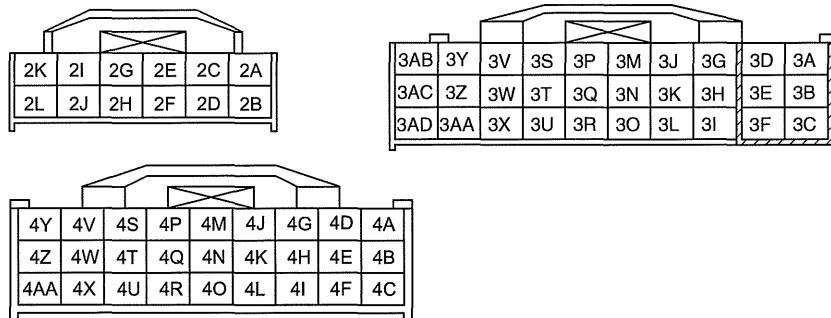 2K 2I 2G 2E 2C 2A
2L 2J 2H 2F 2D 2B
3AB 3Y 3V 3S 3P 3M 3J 3G 3D 3A
3AC 3Z 3W 3T 3Q 3N 3K 3H 3E 3B
3AD 3AA 3X 3U 3R 3O 3L 3I 3F 3C
4Y 4V 4S 4P 4M 4J 4G 4D 4A
4Z 4W 4T 4Q 4N 4K 4H 4E 4B
4AA 4X 4U 4R 4O 4L 4I 4F 4C